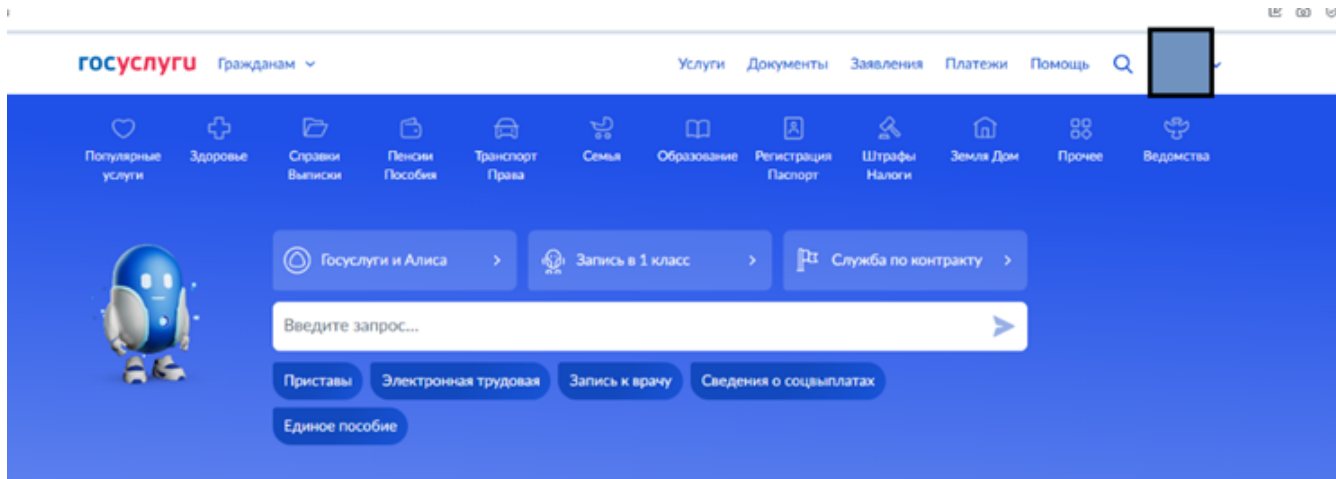 госуслуги Гражданам Услуги Документы Заявления Платежи Помощь
Популярные услуги
Здоровье
Справки Выписки
Пенсии Пособия
Транспорт Права
Семья
Образование
Регистрация Паспорт
Штрафы Налоги
Земля Дом
Прочее
Ведомства
Госуслуги и Алиса
Запись в 1 класс
Служба по контракту
Введите запрос...
Приставы
Электронная трудовая
Запись к врачу
Сведения о соцвыплатах
Единое пособие